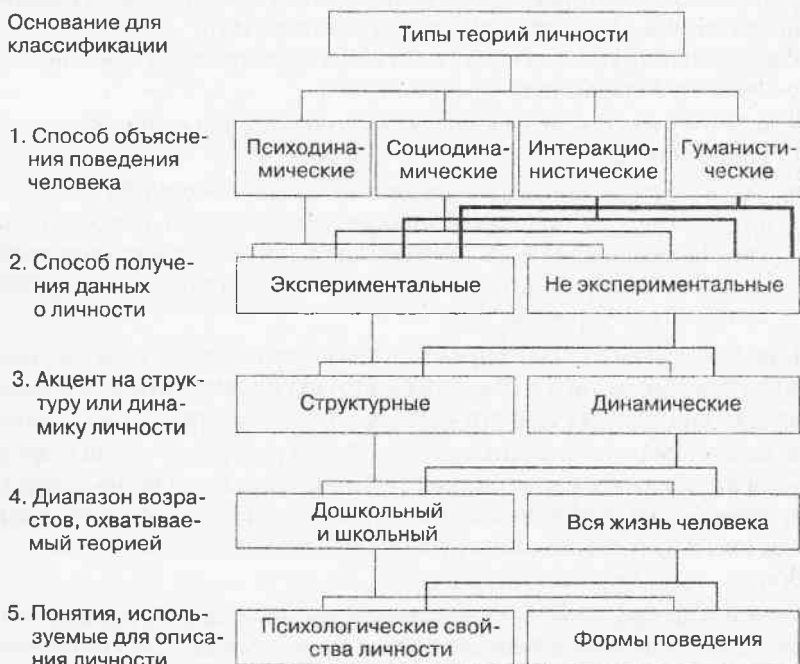 Основание для
классификации
Типы теорий личности
1. Способ объясне-
ния поведения
человека
Психодина-
мические
Социодина-
мические
Интеракцио-
нистические
Гуманисти-
ческие
2. Способ получе-
ния данных
о личности
Экспериментальные
Не экспериментальные
3. Акцент на струк-
туру или дина-
мику личности
Структурные
Динамические
4. Диапазон возра-
стов, охватывае-
мый теорией
Дошкольный
и школьный
Вся жизнь человека
5. Понятия, исполь-
зуемые для описа-
ния личности
Психологические свой-
ства личности
Формы поведения